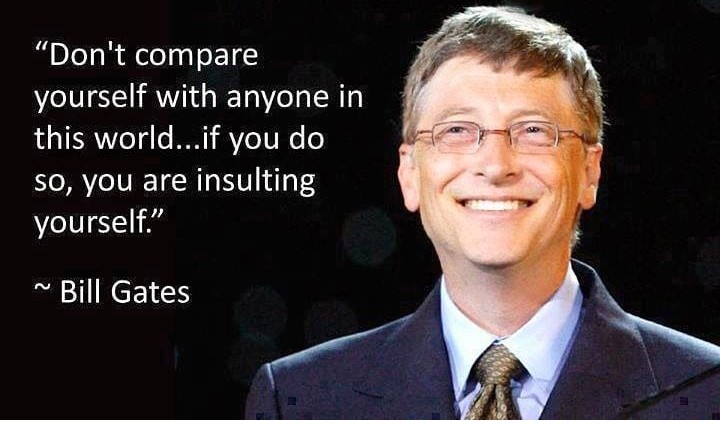 “Don't compare
yourself with anyone in
this world...if you do
so, you are insulting
yourself.”
~ Bill Gates